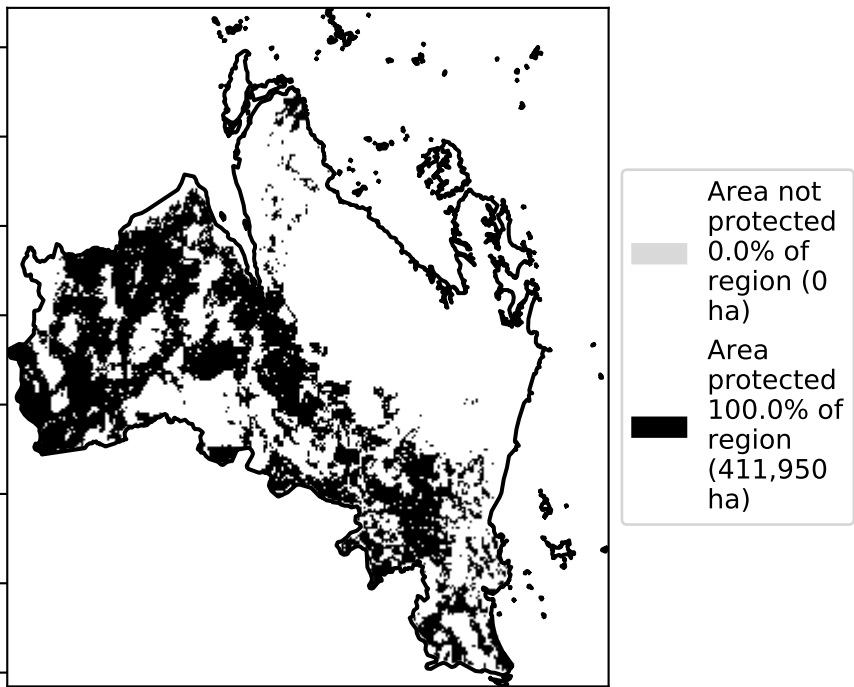 Area not
protected
0.0% of
region (0
ha)
Area
protected
100.0% of
region
(411,950
ha)